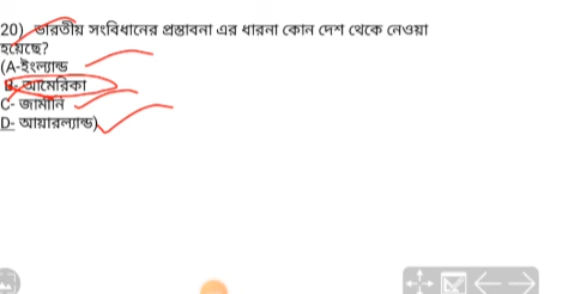 20) ভারতীয় সংবিধানের প্রস্তাবনা এর ধারনা কোন দেশ থেকে নেওয়া
হয়েছে?
(A-ইংল্যান্ড
B- আমেরিকা
C- জার্মানি
D- আয়ারল্যান্ড)